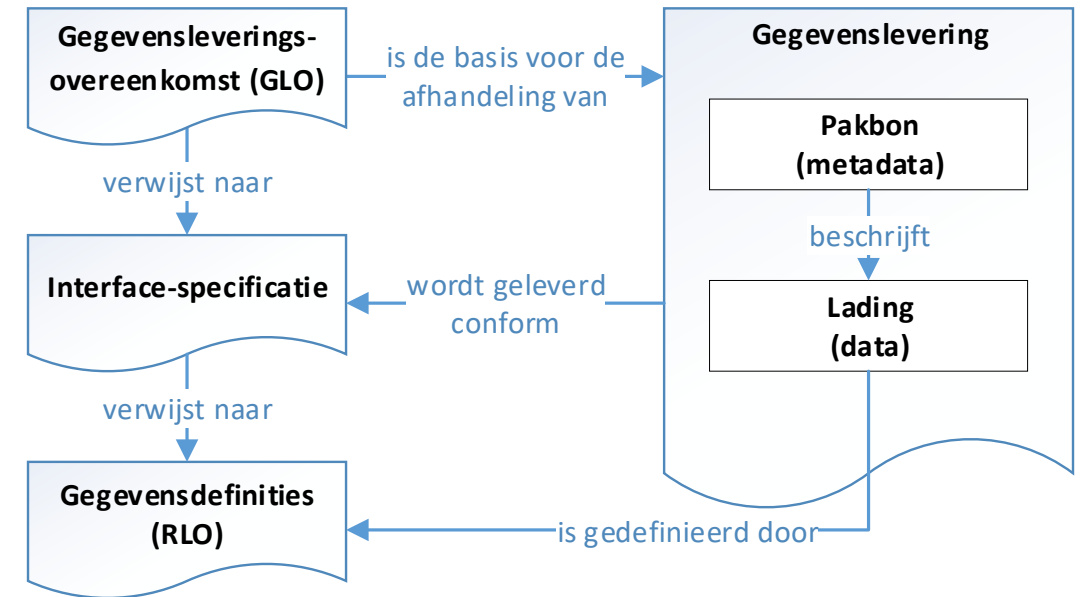 Gegevensleverings-
overeenkomst (GLO)
is de basis voor de
afhandeling van
Gegevenslevering
Pakbon
(metadata)
verwijst naar
beschrijft
Interface-specificatie
wordt geleverd
conform
Lading
(data)
verwijst naar
Gegevensdefinities
(RLO)
is gedefinieerd door